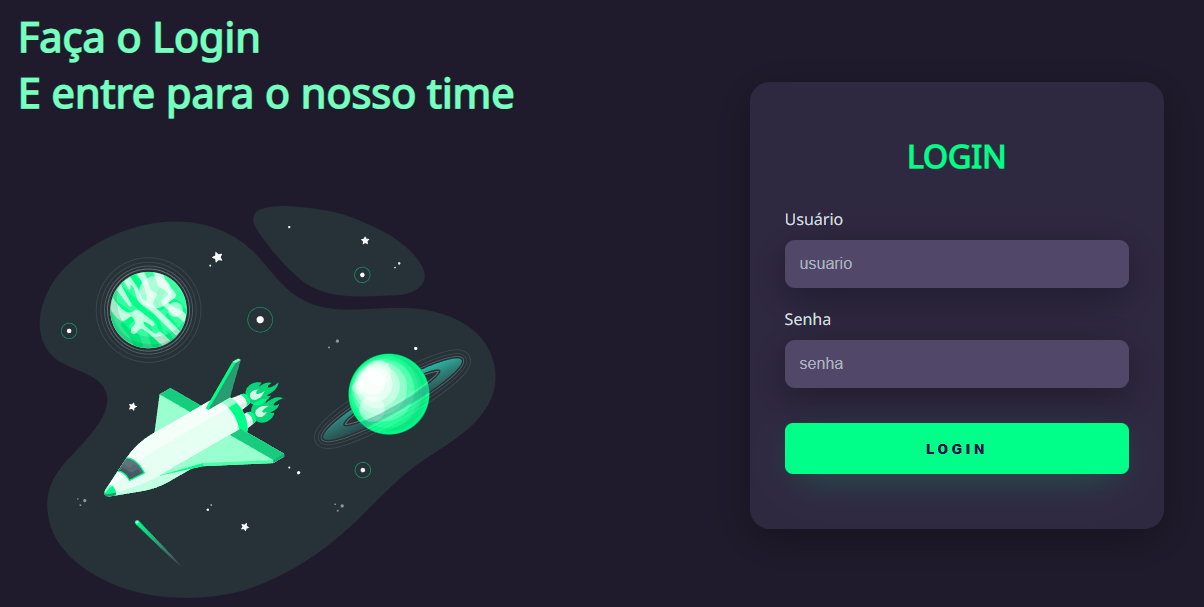 Faça o Login
E entre para o nosso time
LOGIN
Usuário
usuario
Senha
senha
LOGIN